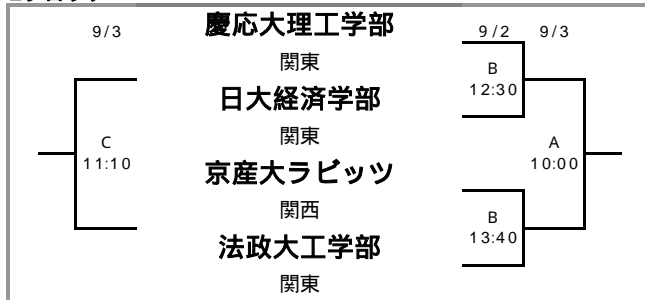 9/3 慶応大理工学部 9/2 9/3
関東
B
12:30
日大経済学部
関東
C
11:10
A
10:00
京産大ラビッツ
関西
B
13:40
法政大工学部
関東